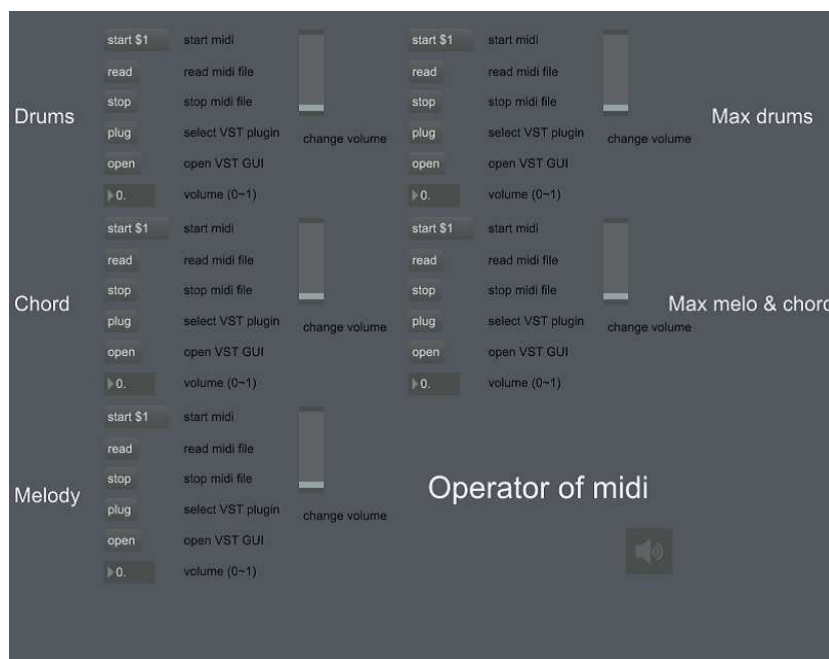 Drums
start $1 start midi
read read midi file
stop stop midi file
plug select VST plugin
open open VST GUI
0. volume (0~1)
change volume
start $1 start midi
read read midi file
stop stop midi file
plug select VST plugin
open open VST GUI
0. volume (0~1)
change volume
Max drums
Chord
start $1 start midi
read read midi file
stop stop midi file
plug select VST plugin
open open VST GUI
0. volume (0~1)
change volume
start $1 start midi
read read midi file
stop stop midi file
plug select VST plugin
open open VST GUI
0. volume (0~1)
change volume
Max melo & chord
Melody
start $1 start midi
read read midi file
stop stop midi file
plug select VST plugin
open open VST GUI
0. volume (0~1)
change volume
Operator of midi